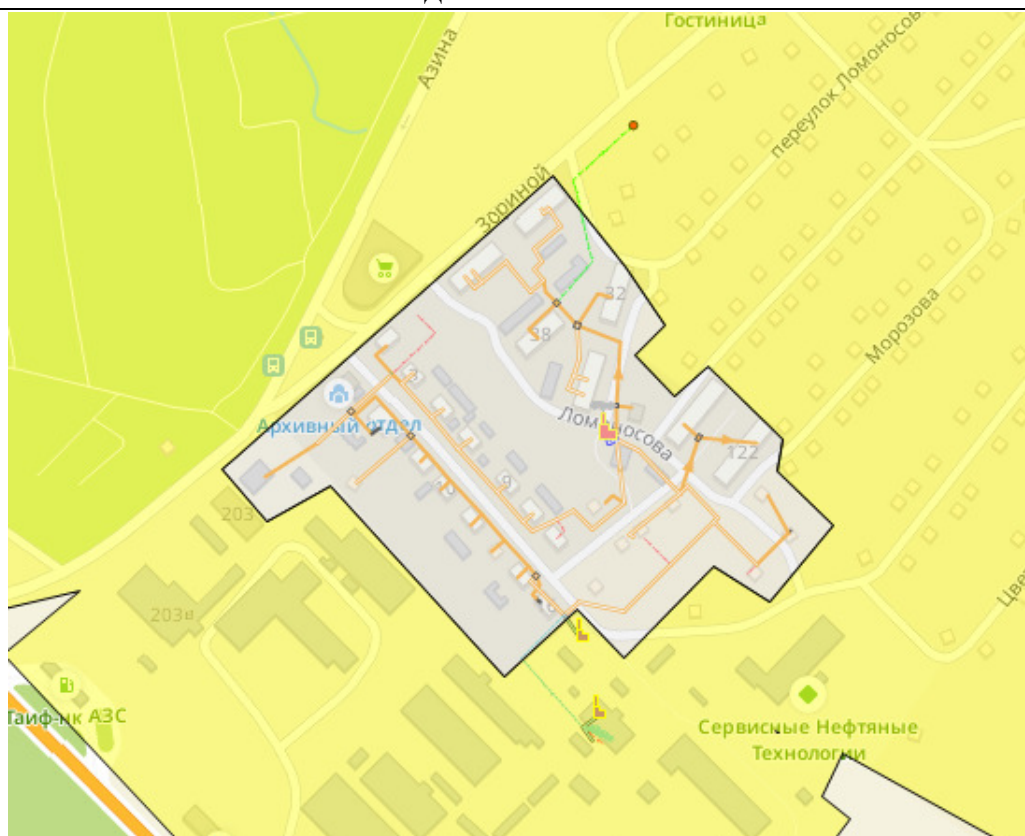 Гостиница
Азина
переулок Ломоносов
Зориной
32
38
Морозова
3
Архивный отдел
Ломоносова
122
9
203
203в
Цве
Таиф-нк АЗС
Сервисные Нефтяные
Технологии